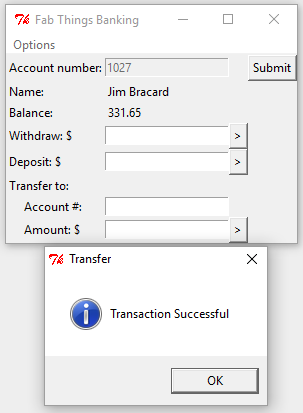 Fab Things Banking
Options
Account number: 1027 Submit
Name: Jim Bracard
Balance: 331.65
Withdraw: $ >
Deposit: $ >
Transfer to:
Account #:
Amount: $ >
Transfer
Transaction Successful
OK